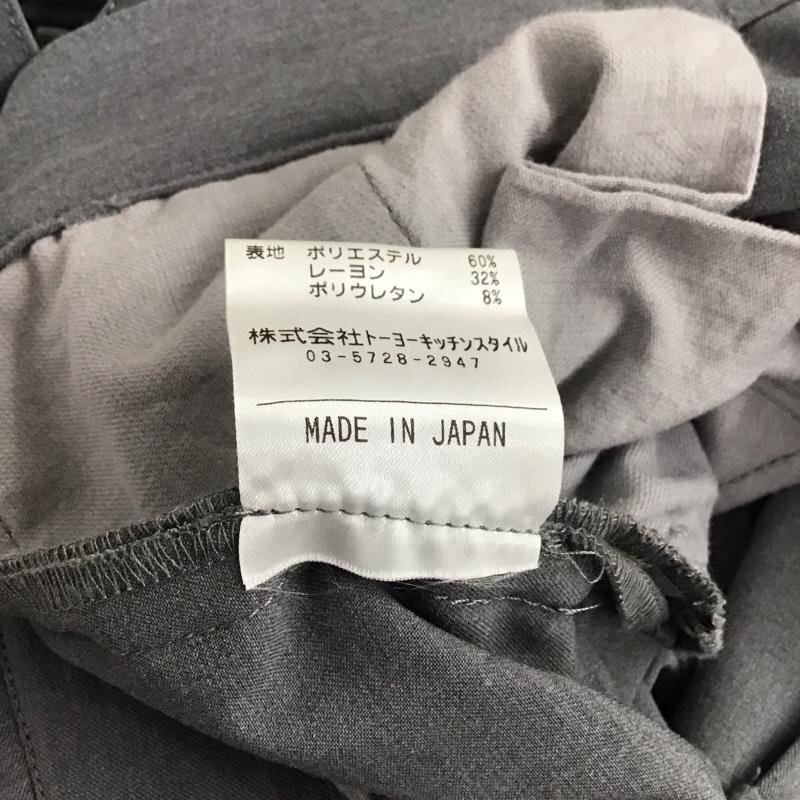 表地 ポリエステル 60%
レーヨン 32%
ポリウレタン 8%
株式会社トーヨーキッチンスタイル
03-5728-2947
MADE IN JAPAN